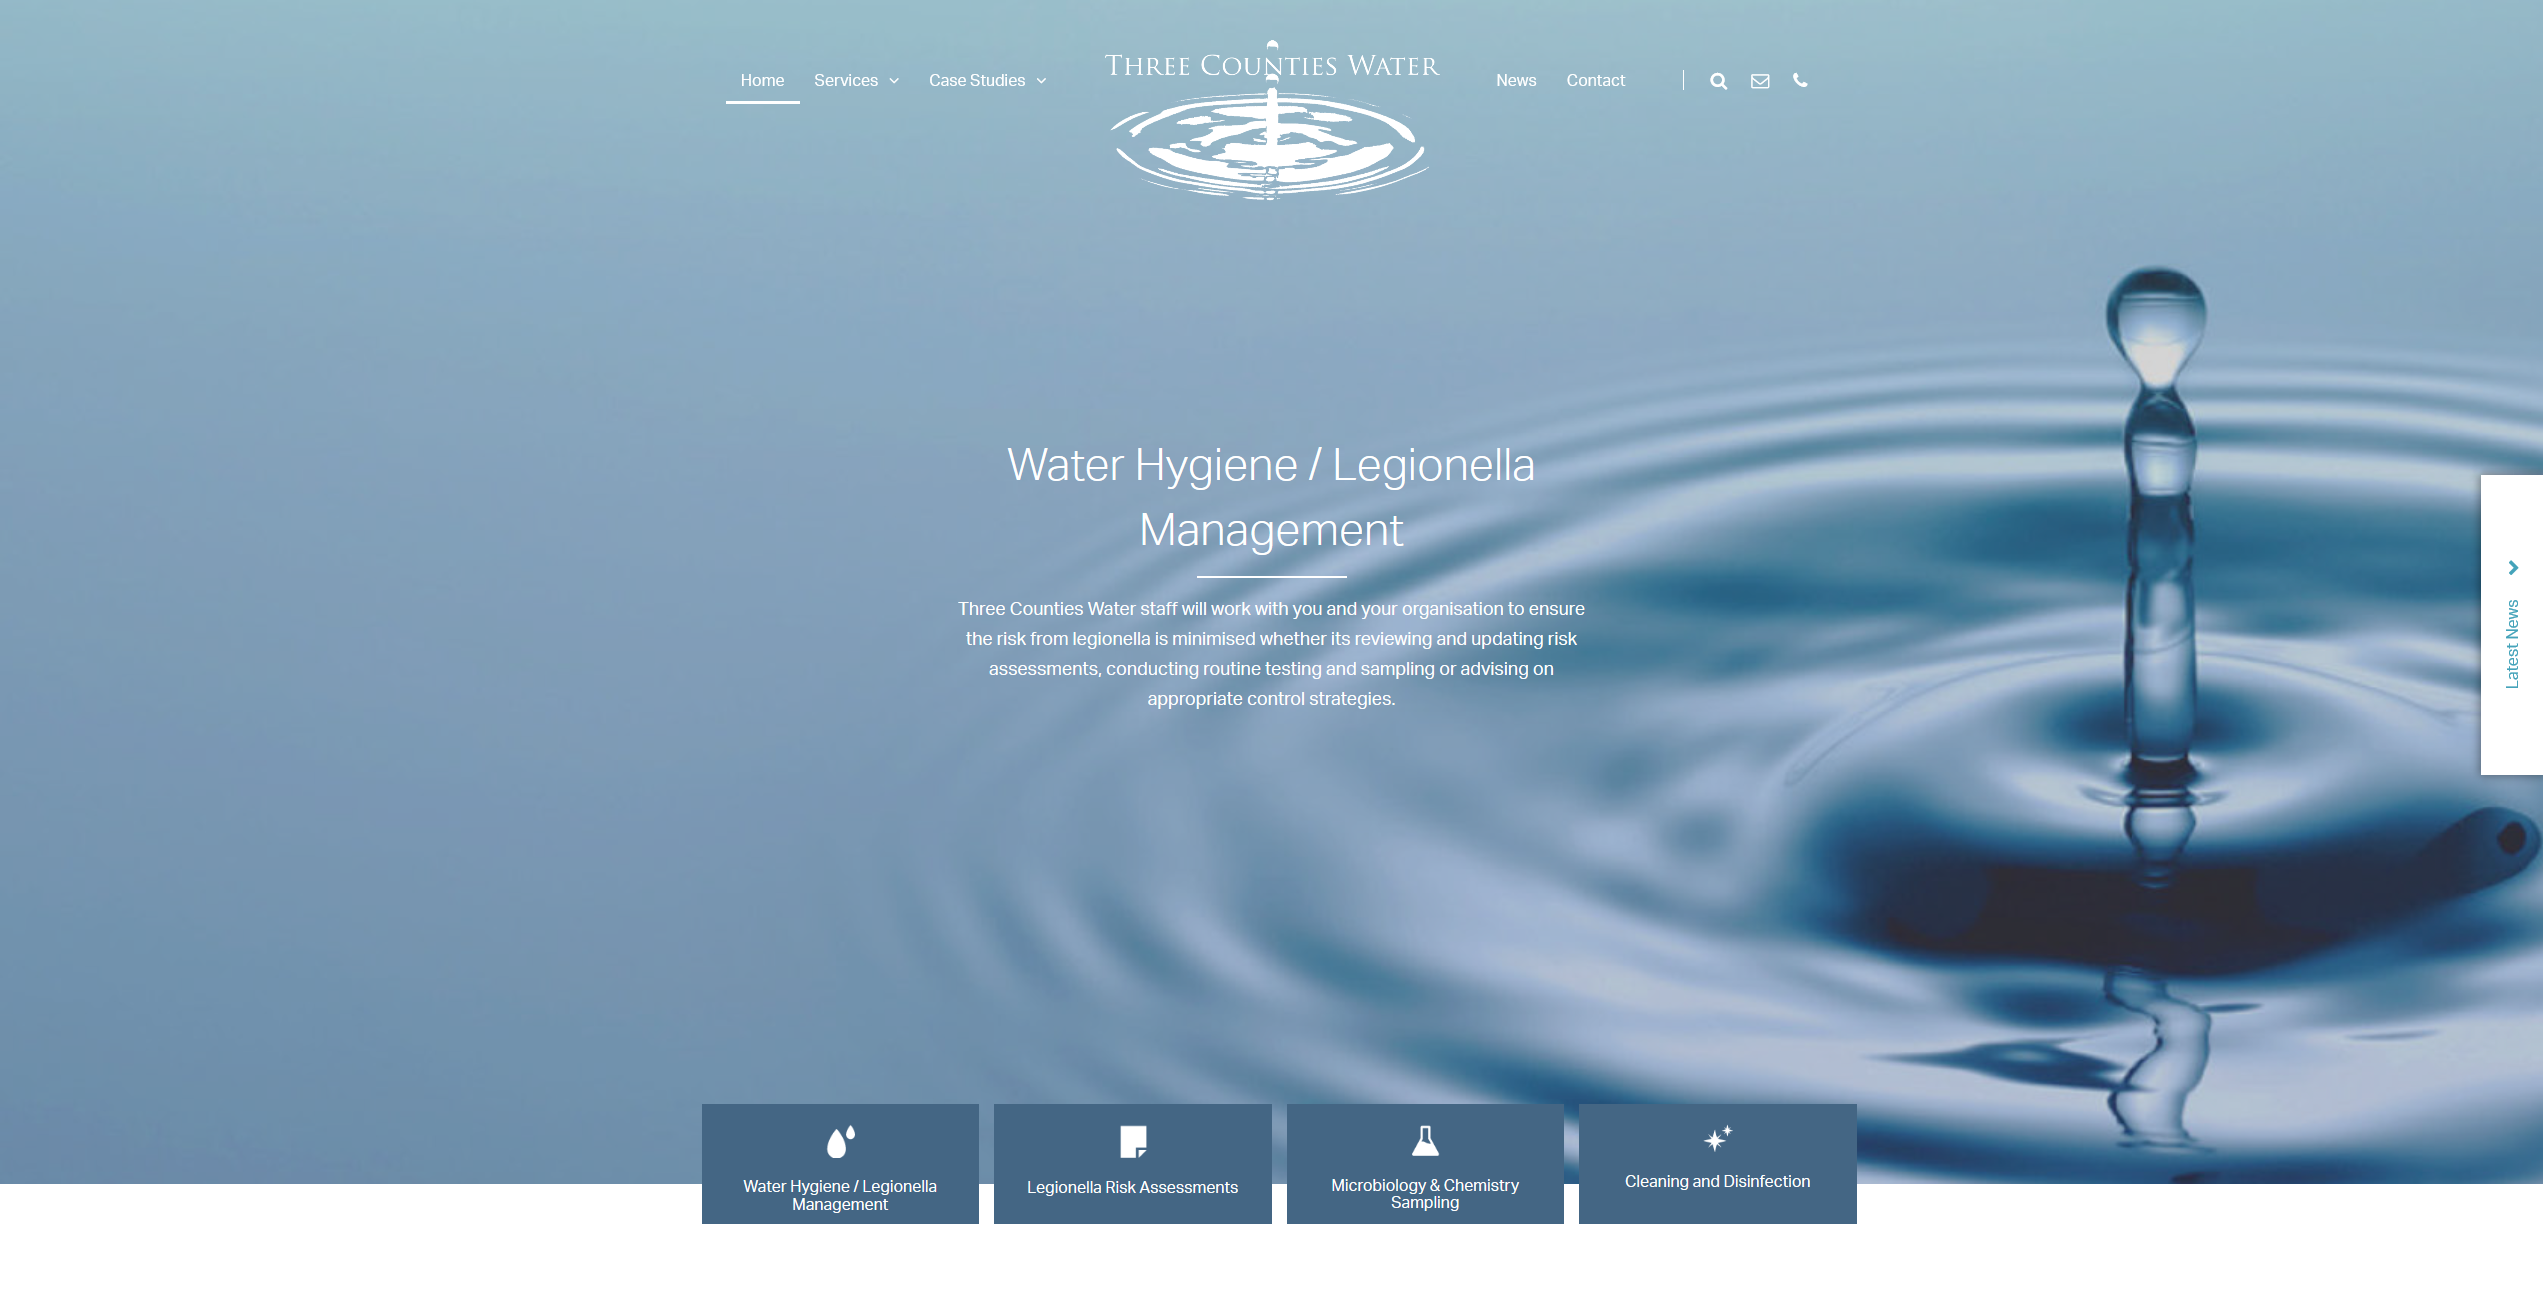 Home Services Case Studies THREE COUNTIES WATER News Contact
Water Hygiene / Legionella
Management
Three Counties Water staff will work with you and your organisation to ensure
the risk from legionella is minimised whether its reviewing and updating risk
assessments, conducting routine testing and sampling or advising on
appropriate control strategies.
Latest News
Water Hygiene / Legionella
Management
Legionella Risk Assessments
Microbiology & Chemistry
Sampling
Cleaning and Disinfection